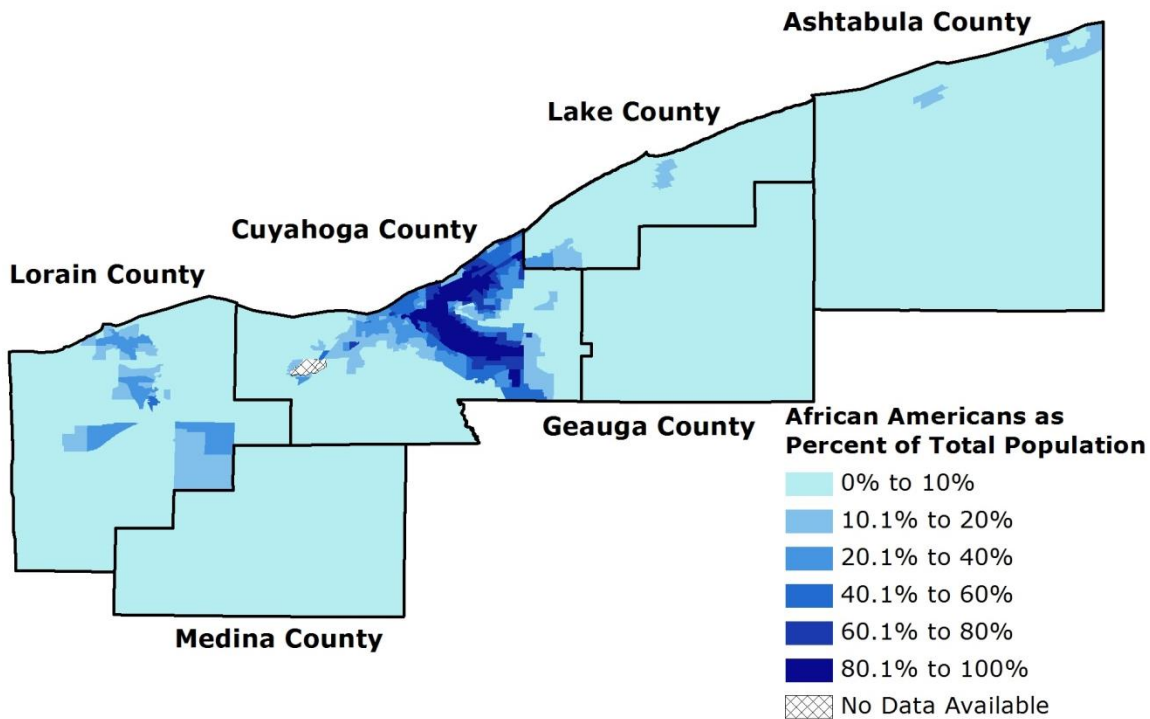 Ashtabula County
Lake County
Cuyahoga County
Lorain County
Geauga County
Medina County
African Americans as
Percent of Total Population
0% to 10%
10.1% to 20%
20.1% to 40%
40.1% to 60%
60.1% to 80%
80.1% to 100%
No Data Available